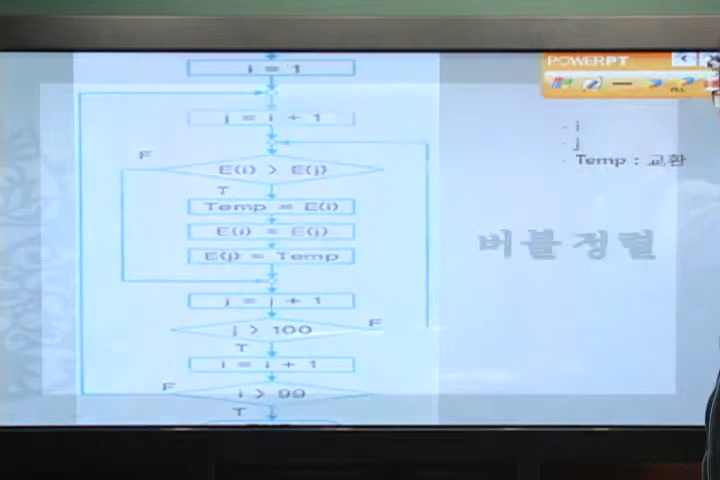 i = 1
POWERPT
j = i + 1
- i
- j
F
- Temp : 교환
E(i) > E(j)
T
Temp = E(i)
E(i) = E(j)
버블정렬
E(j) = Temp
j = j + 1
j > 100
F
T
i = i + 1
F
i > 99
T